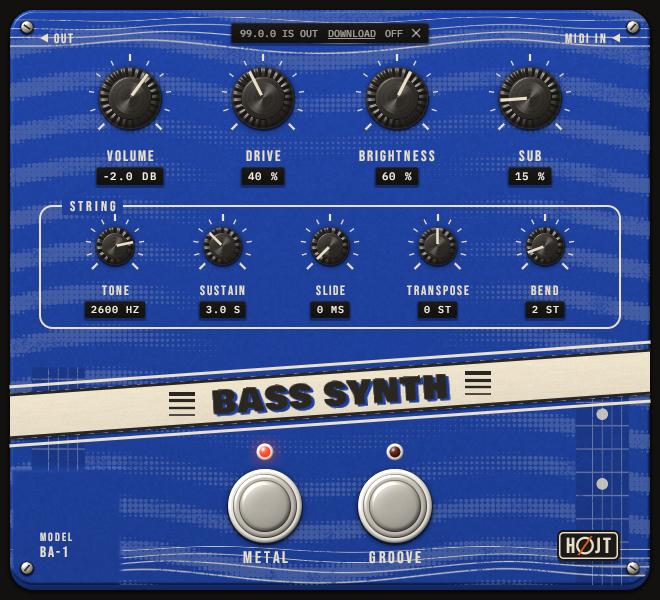 OUT
99.0.0 IS OUT DOWNLOAD OFF
MIDI IN
VOLUME DRIVE BRIGHTNESS SUB
-2.0 DB 40 % 60 % 15 %
STRING
TONE SUSTAIN SLIDE TRANSPOSE BEND
2600 HZ 3.0 S 0 MS 0 ST 2 ST
BASS SYNTH
METAL GROOVE
MODEL
BA-1
HØJT